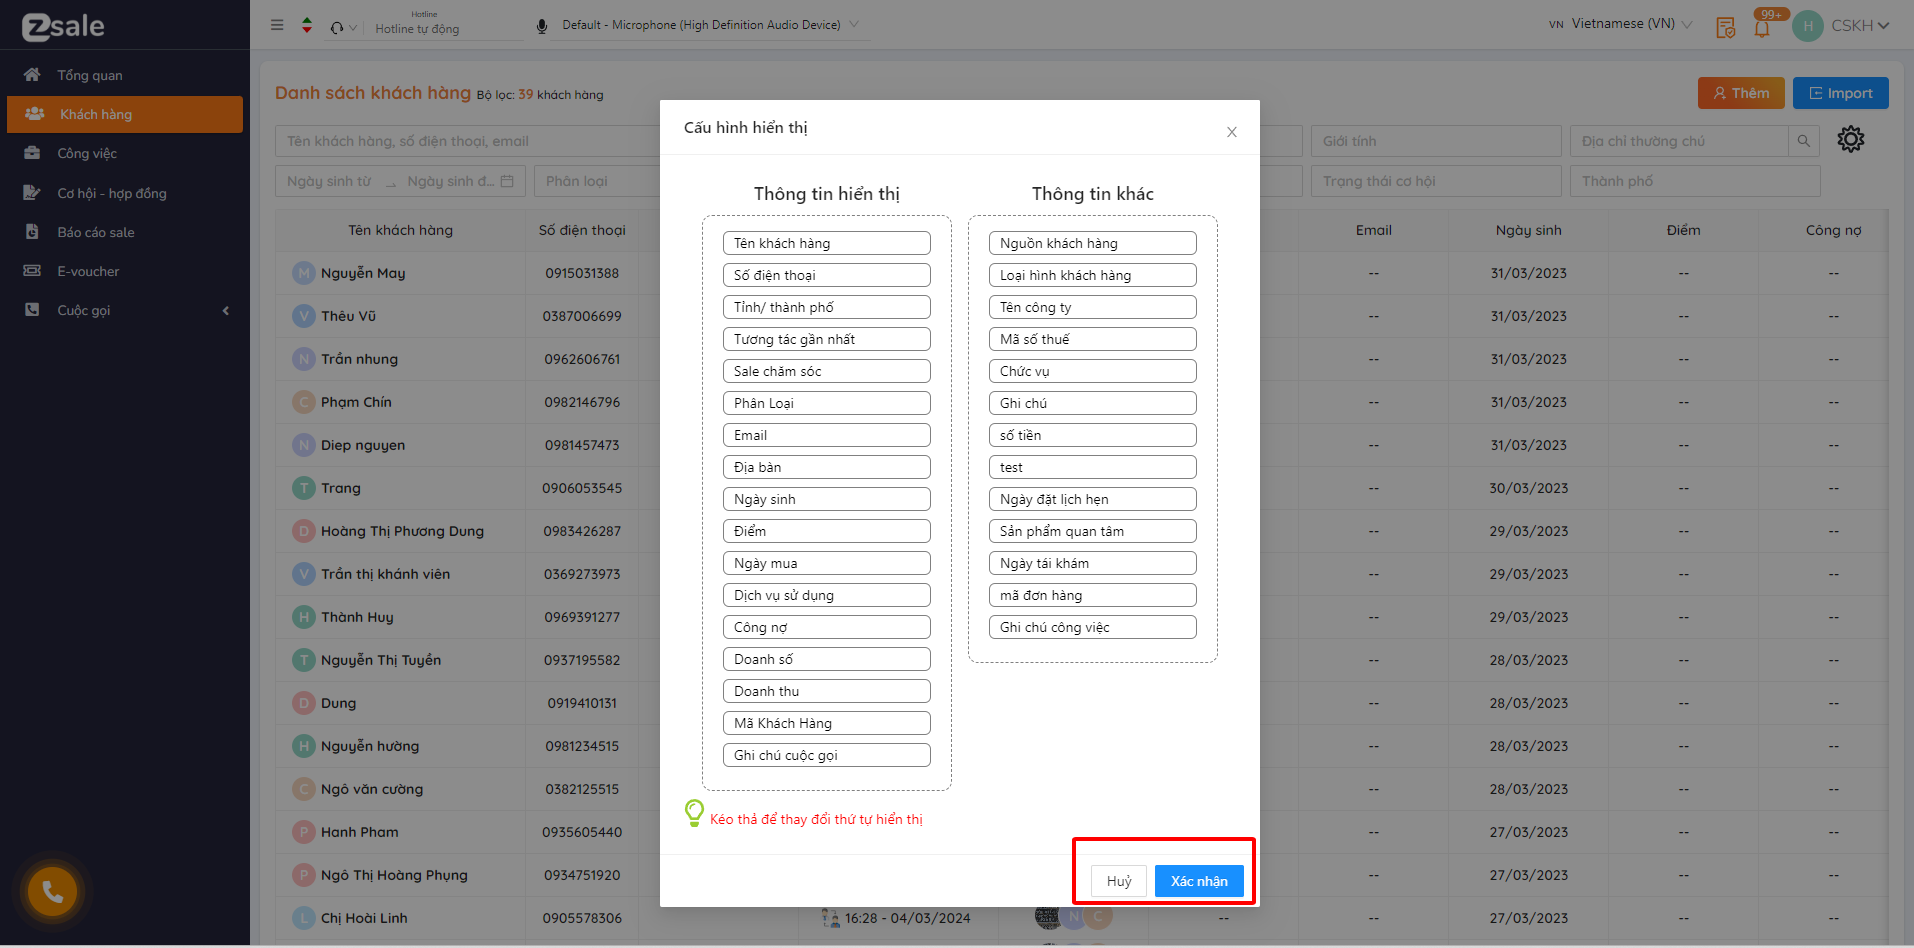 zsale
Hotline
Hotline tự động
Default - Microphone (High Definition Audio Device)
VN Vietnamese (VN)
99+
H
CSKH
Tổng quan
Khách hàng
Công việc
Cơ hội - hợp đồng
Báo cáo sale
E-voucher
Cuộc gọi
Danh sách khách hàng Bộ lọc: 39 khách hàng
Thêm
Import
Tên khách hàng, số điện thoại, email
Giới tính
Địa chỉ thường chú
Ngày sinh từ → Ngày sinh đ...
Phân loại
Trạng thái cơ hội
Thành phố
Tên khách hàng Số điện thoại Email Ngày sinh Điểm Công nợ
N Nguyễn May 0915031388 -- 31/03/2023 -- --
V Thêu Vũ 0387006699 -- 31/03/2023 -- --
N Trần nhung 0962606761 -- 31/03/2023 -- --
C Phạm Chín 0982146796 -- 31/03/2023 -- --
N Diep nguyen 0981457473 -- 31/03/2023 -- --
T Trang 0906053545 -- 30/03/2023 -- --
D Hoàng Thị Phương Dung 0983426287 -- 29/03/2023 -- --
V Trần thị khánh viên 0369273973 -- 29/03/2023 -- --
H Thành Huy 0969391277 -- 29/03/2023 -- --
T Nguyễn Thị Tuyền 0937195582 -- 28/03/2023 -- --
D Dung 0919410131 -- 28/03/2023 -- --
H Nguyễn hường 0981234515 -- 28/03/2023 -- --
C Ngô văn cường 0382125515 -- 28/03/2023 -- --
P Hanh Pham 0935605440 -- 27/03/2023 -- --
P Ngô Thị Hoàng Phụng 0934751920 -- 27/03/2023 -- --
L Chị Hoài Linh 0905578306 16:28 - 04/03/2024 N C -- -- 27/03/2023 -- --
Cấu hình hiển thị
Thông tin hiển thị
Tên khách hàng
Số điện thoại
Tỉnh/ thành phố
Tương tác gần nhất
Sale chăm sóc
Phân Loại
Email
Địa bàn
Ngày sinh
Điểm
Ngày mua
Dịch vụ sử dụng
Công nợ
Doanh số
Doanh thu
Mã Khách Hàng
Ghi chú cuộc gọi
Thông tin khác
Nguồn khách hàng
Loại hình khách hàng
Tên công ty
Mã số thuế
Chức vụ
Ghi chú
số tiền
test
Ngày đặt lịch hẹn
Sản phẩm quan tâm
Ngày tái khám
mã đơn hàng
Ghi chú công việc
Kéo thả để thay đổi thứ tự hiển thị
Huỷ
Xác nhận